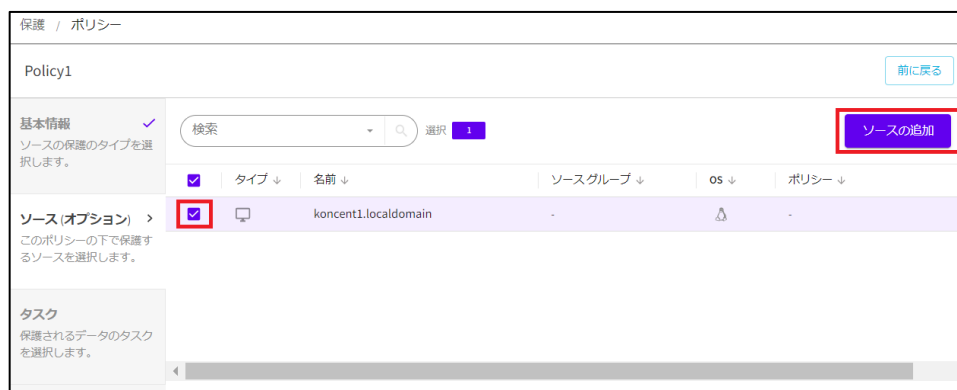 保護 / ポリシー
Policy1
前に戻る
基本情報
ソースの保護のタイプを選
択します。
検索
選択 1
ソースの追加
タイプ 名前 ソースグループ OS ポリシー
koncent1.localdomain - -
ソース (オプション)
このポリシーの下で保護す
るソースを選択します。
タスク
保護されるデータのタスク
を選択します。